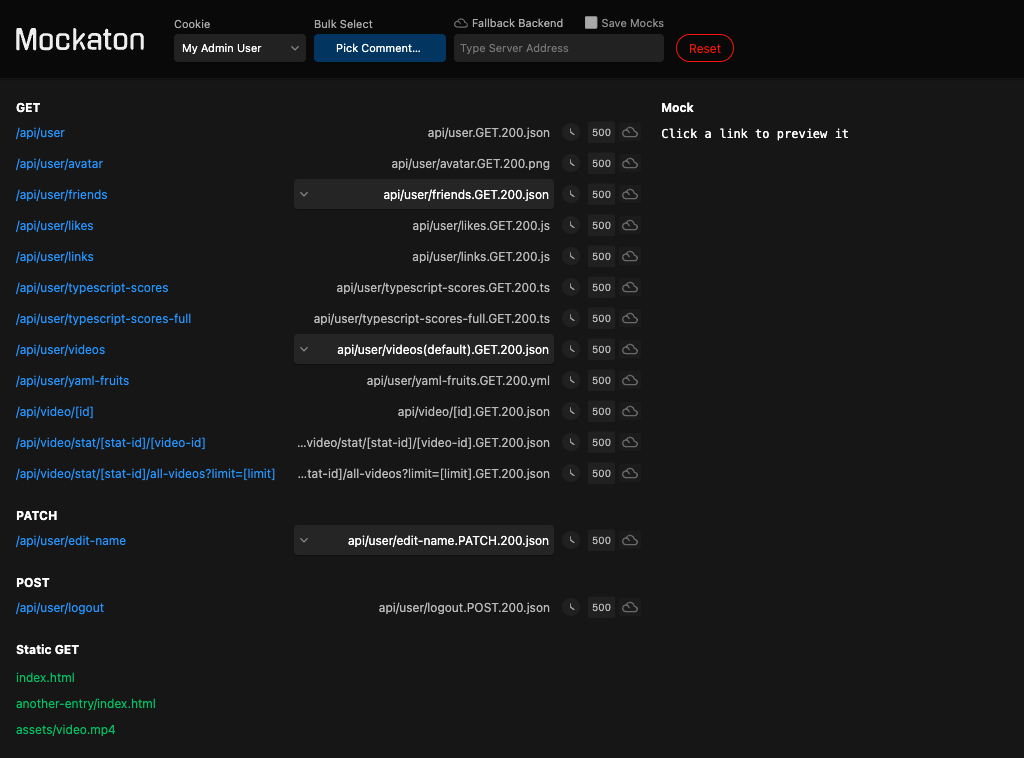 Mockaton
Cookie
My Admin User
Bulk Select
Pick Comment...
Fallback Backend
Save Mocks
Type Server Address
Reset
GET
/api/user api/user.GET.200.json 500
/api/user/avatar api/user/avatar.GET.200.png 500
/api/user/friends api/user/friends.GET.200.json 500
/api/user/likes api/user/likes.GET.200.js 500
/api/user/links api/user/links.GET.200.js 500
/api/user/typescript-scores api/user/typescript-scores.GET.200.ts 500
/api/user/typescript-scores-full api/user/typescript-scores-full.GET.200.ts 500
/api/user/videos api/user/videos(default).GET.200.json 500
/api/user/yaml-fruits api/user/yaml-fruits.GET.200.yml 500
/api/video/[id] api/video/[id].GET.200.json 500
/api/video/stat/[stat-id]/[video-id] ...video/stat/[stat-id]/[video-id].GET.200.json 500
/api/video/stat/[stat-id]/all-videos?limit=[limit] ...tat-id]/all-videos?limit=[limit].GET.200.json 500
PATCH
/api/user/edit-name api/user/edit-name.PATCH.200.json 500
POST
/api/user/logout api/user/logout.POST.200.json 500
Static GET
index.html
another-entry/index.html
assets/video.mp4
Mock
Click a link to preview it